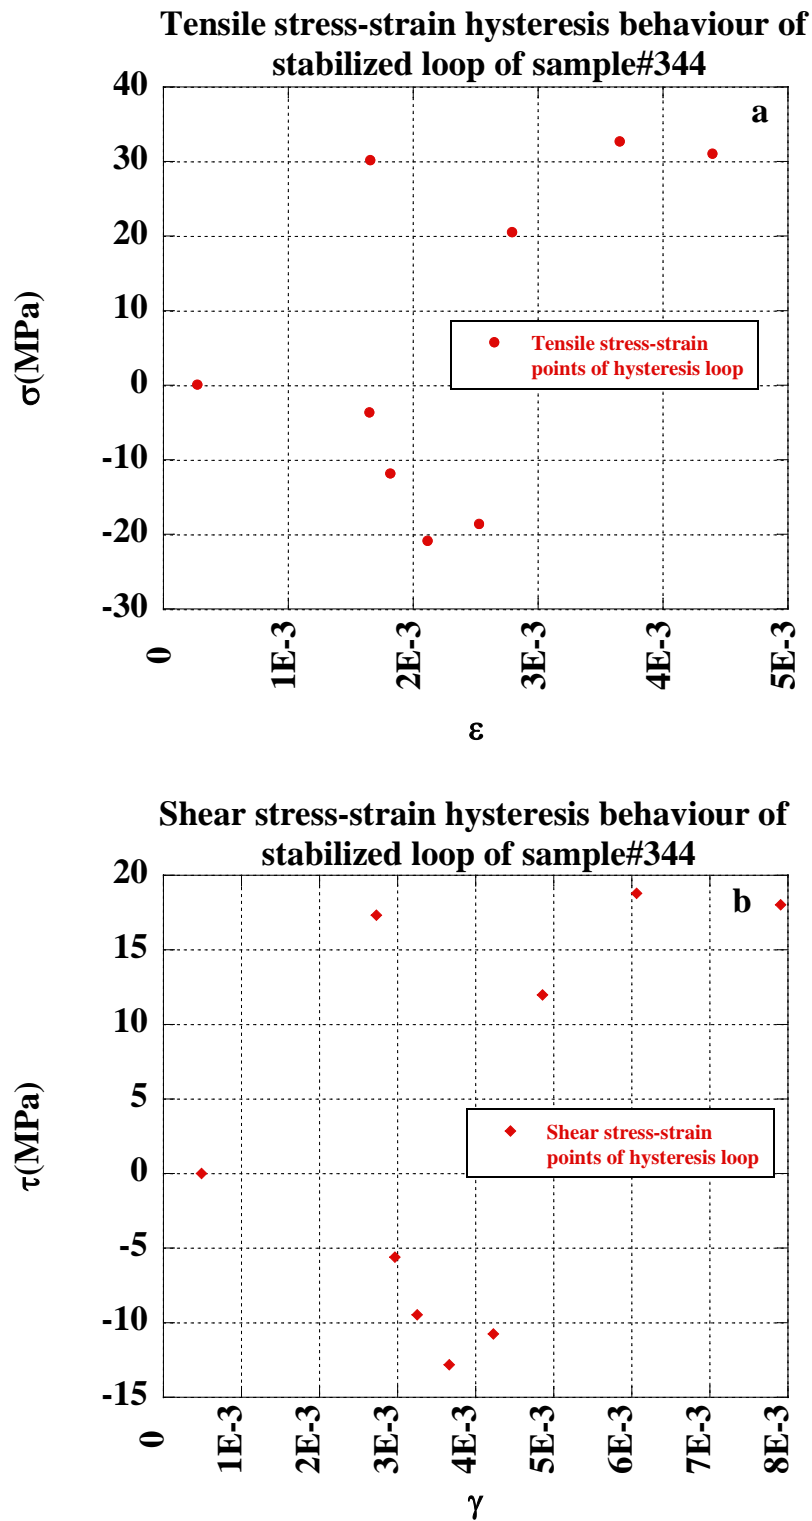 Tensile stress-strain hysteresis behaviour of
stabilized loop of sample#344
a
40
30
20
10
0
-10
-20
-30
σ(MPa)
Tensile stress-strain
points of hysteresis loop
0
1E-3
2E-3
3E-3
4E-3
5E-3
ε
Shear stress-strain hysteresis behaviour of
stabilized loop of sample#344
b
20
15
10
5
0
-5
-10
-15
τ(MPa)
Shear stress-strain
points of hysteresis loop
0
1E-3
2E-3
3E-3
4E-3
5E-3
6E-3
7E-3
8E-3
γ